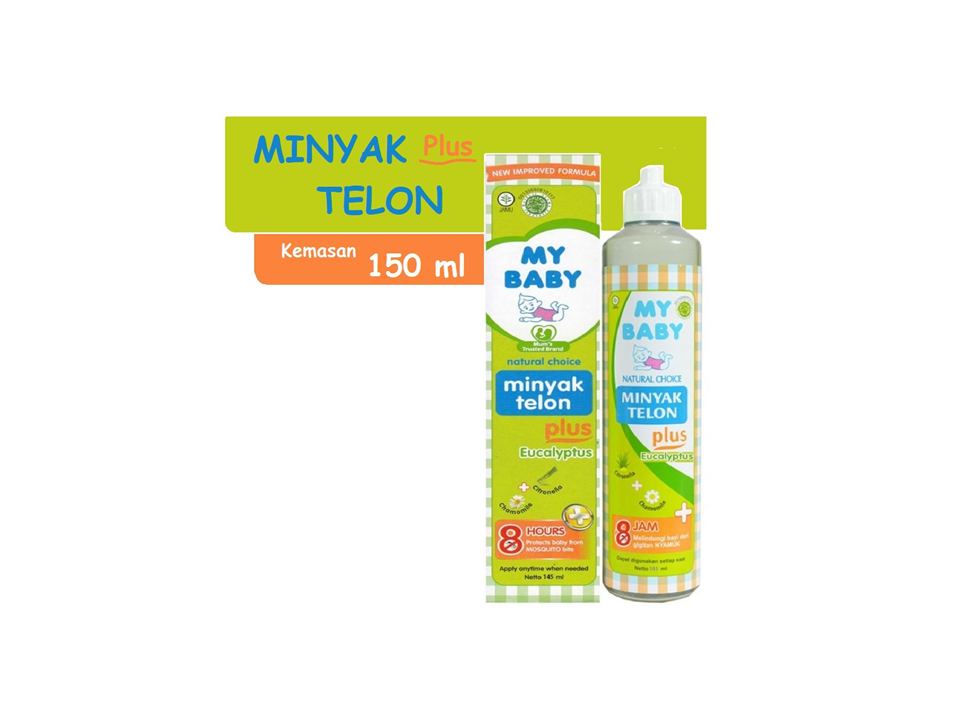 MINYAK Plus
TELON
Kemasan 150 ml
NEW IMPROVED FORMULA
JAMU
MY
BABY
Mum's
Trusted Brand
natural choice
minyak
telon
plus
Eucalyptus
Citronella
Chamomile
8 HOURS
Protects baby from
MOSQUITO bite
Apply anytime when needed
Netto 145 ml
MY
BABY
NATURAL CHOICE
MINYAK
TELON
plus
Eucalyptus
Citronella
Chamomile
8 JAM
Melindungi bayi dari
gigitan NYAMUK
Dapat digunakan setiap saat
Netto 145 ml